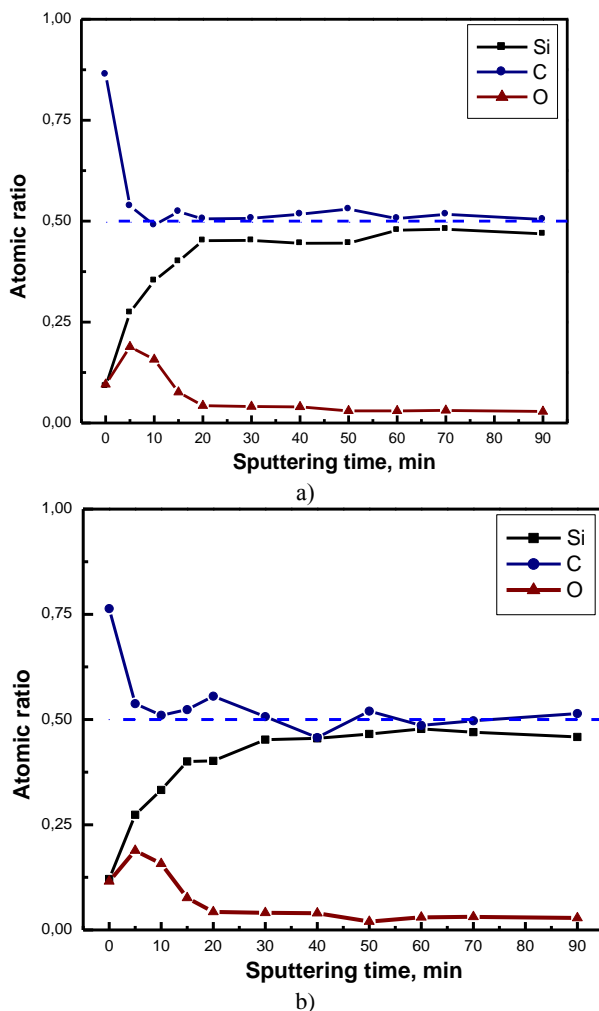 1,00
Si
C
O
0,75
0,50
0,25
0,00
Atomic ratio
0 10 20 30 40 50 60 70 80 90
Sputtering time, min
a)
1,00
Si
C
O
0,75
0,50
0,25
0,00
Atomic ratio
0 10 20 30 40 50 60 70 80 90
Sputtering time, min
b)